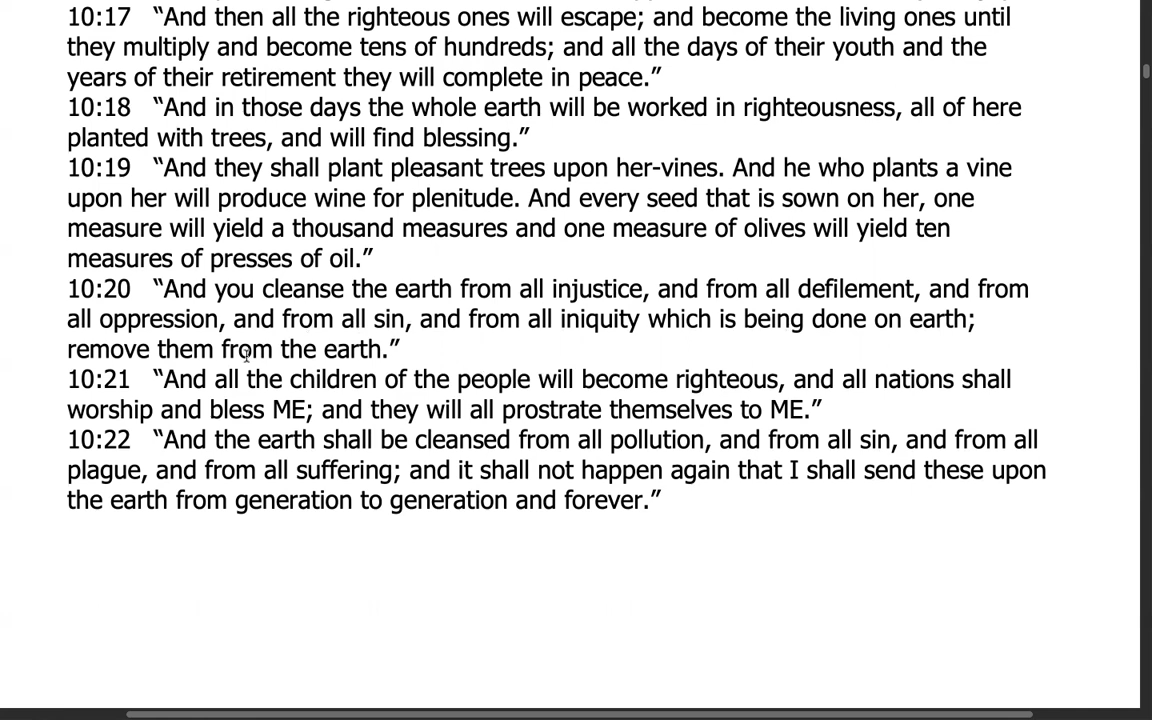 10:17 “And then all the righteous ones will escape; and become the living ones until
they multiply and become tens of hundreds; and all the days of their youth and the
years of their retirement they will complete in peace.”
10:18 “And in those days the whole earth will be worked in righteousness, all of here
planted with trees, and will find blessing.”
10:19 “And they shall plant pleasant trees upon her-vines. And he who plants a vine
upon her will produce wine for plenitude. And every seed that is sown on her, one
measure will yield a thousand measures and one measure of olives will yield ten
measures of presses of oil.”
10:20 “And you cleanse the earth from all injustice, and from all defilement, and from
all oppression, and from all sin, and from all iniquity which is being done on earth;
remove them from the earth.”
10:21 “And all the children of the people will become righteous, and all nations shall
worship and bless ME; and they will all prostrate themselves to ME.”
10:22 “And the earth shall be cleansed from all pollution, and from all sin, and from all
plague, and from all suffering; and it shall not happen again that I shall send these upon
the earth from generation to generation and forever.”